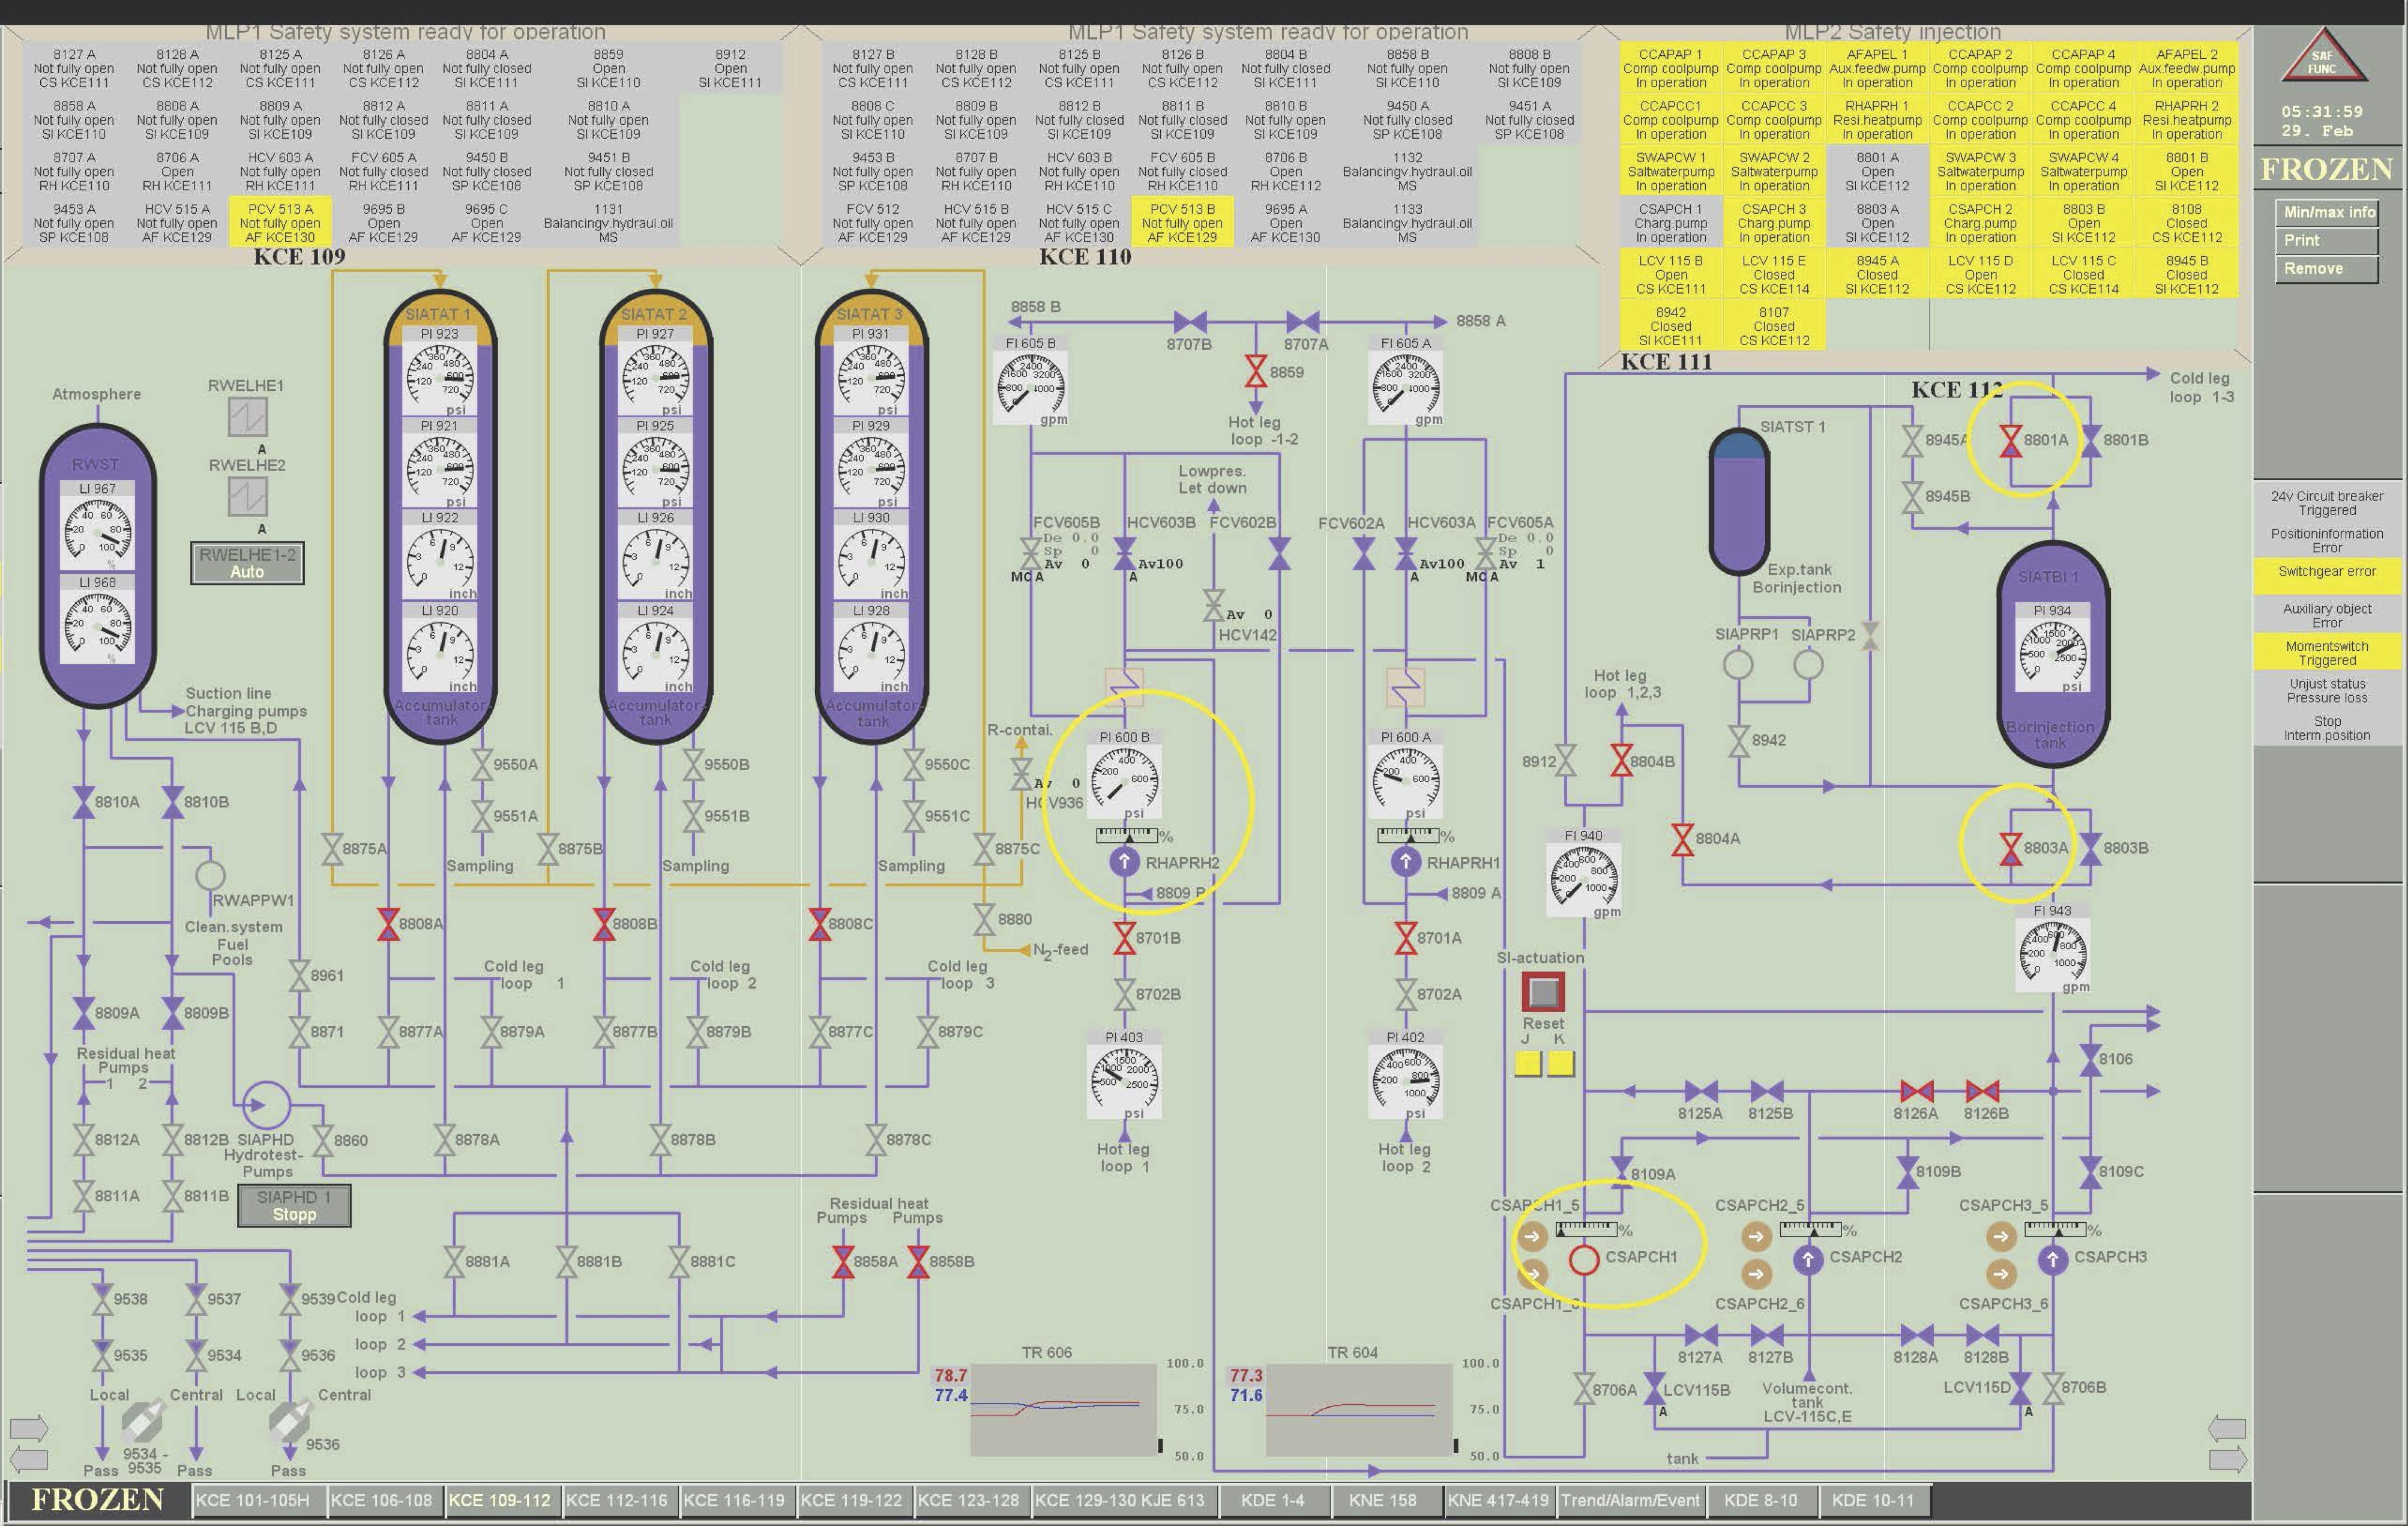 MLP1 Safety system ready for operation
8127 A
Not fully open
CS KCE111
8128 A
Not fully open
CS KCE112
8125 A
Not fully open
CS KCE111
8126 A
Not fully open
CS KCE112
8804 A
Not fully closed
SI KCE111
8859
Open
SI KCE110
8912
Open
SI KCE111
8858 A
Not fully open
SI KCE110
8808 A
Not fully open
SI KCE109
8809 A
Not fully open
SI KCE109
8812 A
Not fully closed
SI KCE109
8811 A
Not fully closed
SI KCE109
8810 A
Not fully open
SI KCE109
8707 A
Not fully open
RH KCE110
8706 A
Open
RH KCE111
HCV 603 A
Not fully open
RH KCE111
FCV 605 A
Not fully closed
RH KCE111
9450 B
Not fully closed
SP KCE108
9451 B
Not fully closed
SP KCE108
9453 A
Not fully open
SP KCE108
HCV 515 A
Not fully open
AF KCE129
PCV 513 A
Not fully open
AF KCE130
9695 B
Open
AF KCE129
9695 C
Open
AF KCE129
1131
Balancingv.hydraul.oil
MS
KCE 109
MLP1 Safety system ready for operation
8127 B
Not fully open
CS KCE111
8128 B
Not fully open
CS KCE112
8125 B
Not fully open
CS KCE111
8126 B
Not fully open
CS KCE112
8804 B
Not fully closed
SI KCE111
8858 B
Not fully open
SI KCE110
8808 B
Not fully open
SI KCE109
8808 C
Not fully open
SI KCE110
8809 B
Not fully open
SI KCE109
8812 B
Not fully closed
SI KCE109
8811 B
Not fully closed
SI KCE109
8810 B
Not fully open
SI KCE109
9450 A
Not fully closed
SP KCE108
9451 A
Not fully closed
SP KCE108
9453 B
Not fully open
SP KCE108
8707 B
Not fully open
RH KCE110
HCV 603 B
Not fully open
RH KCE110
FCV 605 B
Not fully closed
RH KCE110
8706 B
Open
RH KCE112
1132
Balancingv.hydraul.oil
MS
FCV 512
Not fully open
AF KCE129
HCV 515 B
Not fully open
AF KCE129
HCV 515 C
Not fully open
AF KCE130
PCV 513 B
Not fully open
AF KCE129
9695 A
Open
AF KCE130
1133
Balancingv.hydraul.oil
MS
KCE 110
MLP2 Safety injection
CCAPAP 1
Comp coolpump
In operation
CCAPAP 3
Comp coolpump
In operation
AFAPEL 1
Aux.feedw.pump
In operation
CCAPAP 2
Comp coolpump
In operation
CCAPAP 4
Comp coolpump
In operation
AFAPEL 2
Aux.feedw.pump
In operation
CCAPCC1
Comp coolpump
In operation
CCAPCC 3
Comp coolpump
In operation
RHAPRH 1
Resi.heatpump
In operation
CCAPCC 2
Comp coolpump
In operation
CCAPCC 4
Comp coolpump
In operation
RHAPRH 2
Resi.heatpump
In operation
SWAPCW 1
Saltwaterpump
In operation
SWAPCW 2
Saltwaterpump
In operation
8801 A
Open
SI KCE112
SWAPCW 3
Saltwaterpump
In operation
SWAPCW 4
Saltwaterpump
In operation
8801 B
Open
SI KCE112
CSAPCH 1
Charg.pump
In operation
CSAPCH 3
Charg.pump
In operation
8803 A
Open
SI KCE112
CSAPCH 2
Charg.pump
In operation
8803 B
Open
SI KCE112
8108
Closed
CS KCE112
LCV 115 B
Open
CS KCE111
LCV 115 E
Closed
CS KCE114
8945 A
Closed
SI KCE112
LCV 115 D
Open
CS KCE112
LCV 115 C
Closed
CS KCE114
8945 B
Closed
SI KCE112
8942
Closed
SI KCE111
8107
Closed
CS KCE112
KCE 111
KCE 112
SAF
FUNC
05:31:59
29. Feb
FROZEN
Min/max info
Print
Remove
24v Circuit breaker
Triggered
Positioninformation
Error
Switchgear error
Auxiliary object
Error
Momentswitch
Triggered
Unjust status
Pressure loss
Stop
Interm.position
Atmosphere
RWST
LI 967
LI 968
RWELHE1
A
RWELHE2
A
RWELHE1-2
Auto
Suction line
Charging pumps
LCV 115 B,D
8810A
8810B
RWAPPW1
Clean.system
Fuel
Pools
8961
8871
8809A
8809B
Residual heat
Pumps
1 2
8812A
8812B
SIAPHD
Hydrotest-
Pumps
8860
8811A
8811B
SIAPHD 1
Stopp
SIATAT 1
PI 923
psi
PI 921
psi
LI 922
inch
LI 920
inch
Accumulator
tank
SIATAT 2
PI 927
psi
PI 925
psi
LI 926
inch
LI 924
inch
Accumulator
tank
SIATAT 3
PI 931
psi
PI 929
psi
LI 930
inch
LI 928
inch
Accumulator
tank
9550A
9551A
Sampling
9550B
9551B
Sampling
9550C
9551C
Sampling
8875A
8875B
8875C
R-contai.
Av 0
HCV936
8880
N2-feed
8808A
8808B
8808C
Cold leg
loop 1
Cold leg
loop 2
Cold leg
loop 3
8877A
8879A
8877B
8879B
8877C
8879C
8878A
8878B
8878C
8881A
8881B
8881C
Residual heat
Pumps Pumps
8858A
8858B
9538
9537
9539
Cold leg
loop 1
loop 2
loop 3
9535
9534
9536
Local Central
Local Central
9534 -
9535
9536
Pass
Pass
Pass
8858 B
8707B
8707A
8858 A
FI 605 B
gpm
8859
Hot leg
loop -1-2
FI 605 A
gpm
Lowpres.
Let down
FCV605B
De 0.0
Sp 0
Av 0
MC A
HCV603B
Av100
A
FCV602B
Av 0
HCV142
FCV602A
HCV603A
Av100
A
FCV605A
De 0.0
Sp 0
Av 1
MC A
PI 600 B
psi
%
RHAPRH2
8809 B
PI 600 A
psi
%
RHAPRH1
8809 A
8701B
8702B
PI 403
psi
Hot leg
loop 1
8701A
8702A
PI 402
psi
Hot leg
loop 2
TR 606
78.7
77.4
100.0
75.0
50.0
TR 604
77.3
71.6
100.0
75.0
50.0
Cold leg
loop 1-3
SIATST 1
8945A
8945B
8801A
8801B
Exp.tank
Borinjection
SIAPRP1
SIAPRP2
SIATBI 1
PI 934
psi
Borinjection
tank
Hot leg
loop 1,2,3
8912
8804B
8942
8804A
8803A
8803B
FI 940
gpm
FI 943
gpm
SI-actuation
Reset
J K
8106
8125A
8125B
8126A
8126B
8109A
8109B
8109C
CSAPCH1_5
%
CSAPCH1
CSAPCH1_6
CSAPCH2_5
%
CSAPCH2
CSAPCH2_6
CSAPCH3_5
%
CSAPCH3
CSAPCH3_6
8127A
8127B
8128A
8128B
8706A
LCV115B
A
Volumecont.
tank
LCV-115C,E
LCV115D
A
8706B
tank
FROZEN
KCE 101-105H
KCE 106-108
KCE 109-112
KCE 112-116
KCE 116-119
KCE 119-122
KCE 123-128
KCE 129-130 KJE 613
KDE 1-4
KNE 158
KNE 417-419
Trend/Alarm/Event
KDE 8-10
KDE 10-11